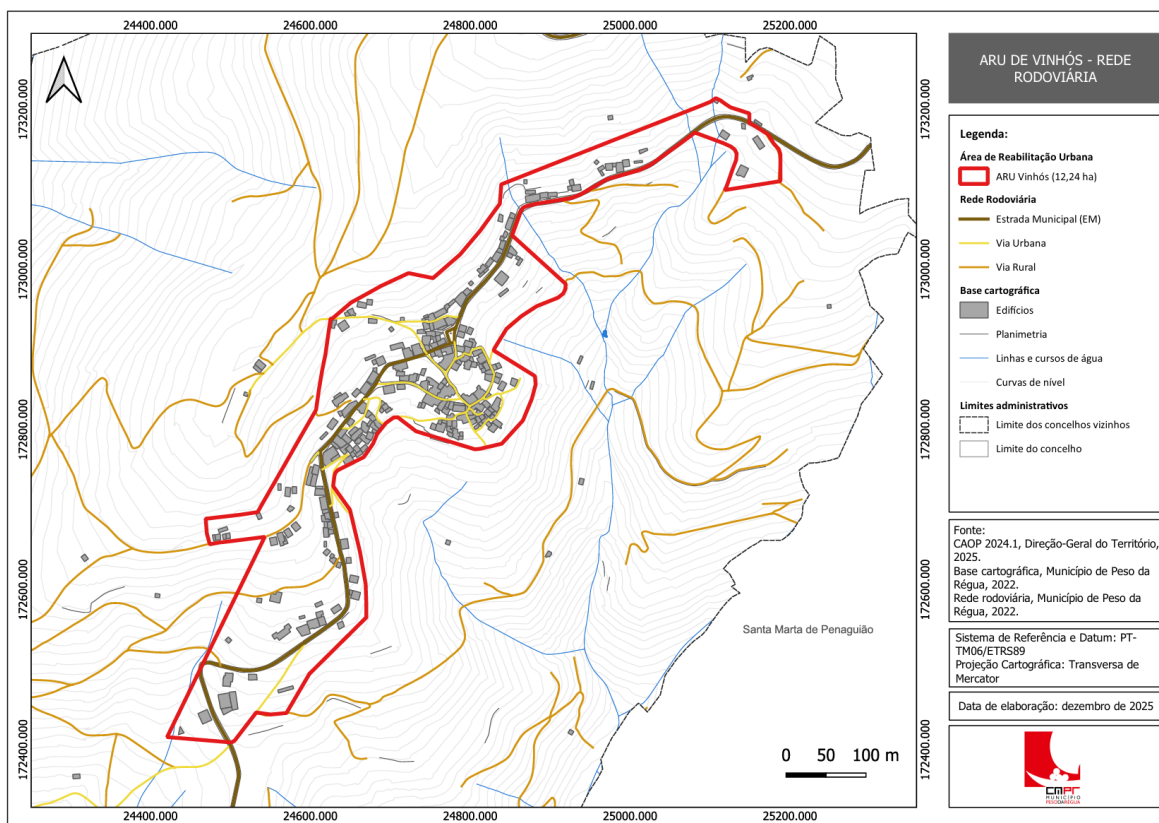 24400.000
24600.000
24800.000
25000.000
25200.000
173200.000
173000.000
172800.000
172600.000
172400.000
173200.000
173000.000
172800.000
172600.000
172400.000
Santa Marta de Penaguião
0 50 100 m
24400.000
24600.000
24800.000
25000.000
25200.000
ARU DE VINHÓS - REDE
RODOVIÁRIA
Legenda:
Área de Reabilitação Urbana
ARU Vinhós (12,24 ha)
Rede Rodoviária
Estrada Municipal (EM)
Via Urbana
Via Rural
Base cartográfica
Edifícios
Planimetria
Linhas e cursos de água
Curvas de nível
Limites administrativos
Limite dos concelhos vizinhos
Limite do concelho
Fonte:
CAOP 2024.1, Direção-Geral do Território,
2025.
Base cartográfica, Município de Peso da
Régua, 2022.
Rede rodoviária, Município de Peso da
Régua, 2022.
Sistema de Referência e Datum: PT-
TM06/ETRS89
Projeção Cartográfica: Transversa de
Mercator
Data de elaboração: dezembro de 2025
CMPR
MUNICÍPIO
PESO DA RÉGUA